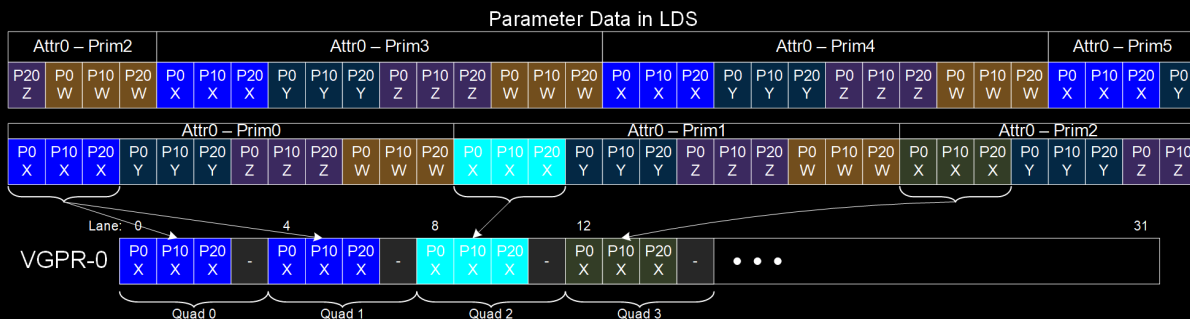 Parameter Data in LDS
Attr0 – Prim2 Attr0 – Prim3 Attr0 – Prim4 Attr0 – Prim5
P20 P0 P10 P20 P0 P10 P20 P0 P10 P20 P0 P10 P20 P0 P10 P20 P0 P10 P20 P0 P10 P20 P0 P10 P20 P0 P10 P20 P0 P10 P20 P0
Z W W W X X X Y Y Y Z Z Z W W W X X X Y Y Y Z Z Z W W W X X X Y
Attr0 – Prim0 Attr0 – Prim1 Attr0 – Prim2
P0 P10 P20 P0 P10 P20 P0 P10 P20 P0 P10 P20 P0 P10 P20 P0 P10 P20 P0 P10 P20 P0 P10 P20 P0 P10 P20 P0 P10 P20 P0 P10
X X X Y Y Y Z Z Z W W W X X X Y Y Y Z Z Z W W W X X X Y Y Y Z Z
Lane: 0 4 8 12 31
VGPR-0
P0 P10 P20 - P0 P10 P20 - P0 P10 P20 - P0 P10 P20 - • • •
X X X X X X X X X X X X
Quad 0 Quad 1 Quad 2 Quad 3